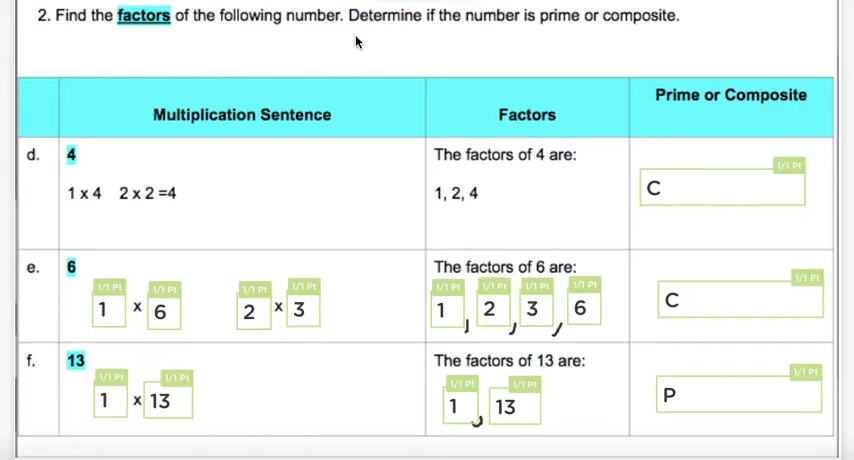 2. Find the factors of the following number. Determine if the number is prime or composite.
Multiplication Sentence
Factors
Prime or Composite
d.
4
1 x 4 2 x 2 =4
The factors of 4 are:
1, 2, 4
1/1 Pt
C
e.
6
1/1 Pt 1/1 Pt 1/1 Pt 1/1 Pt
1 x 6 2 x 3
The factors of 6 are:
1/1 Pt 1/1 Pt 1/1 Pt 1/1 Pt
1, 2, 3, 6
1/1 Pt
C
f.
13
1/1 Pt 1/1 Pt
1 x 13
The factors of 13 are:
1/1 Pt 1/1 Pt
1, 13
1/1 Pt
P